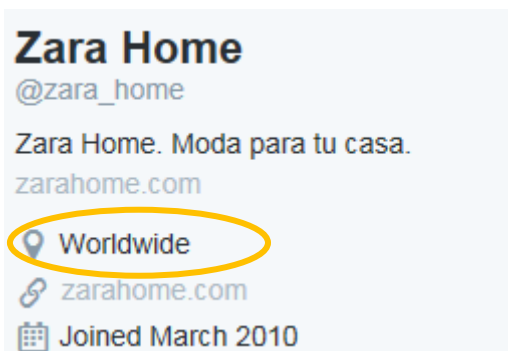 Zara Home
@zara_home
Zara Home. Moda para tu casa.
zarahome.com
Worldwide
zarahome.com
Joined March 2010